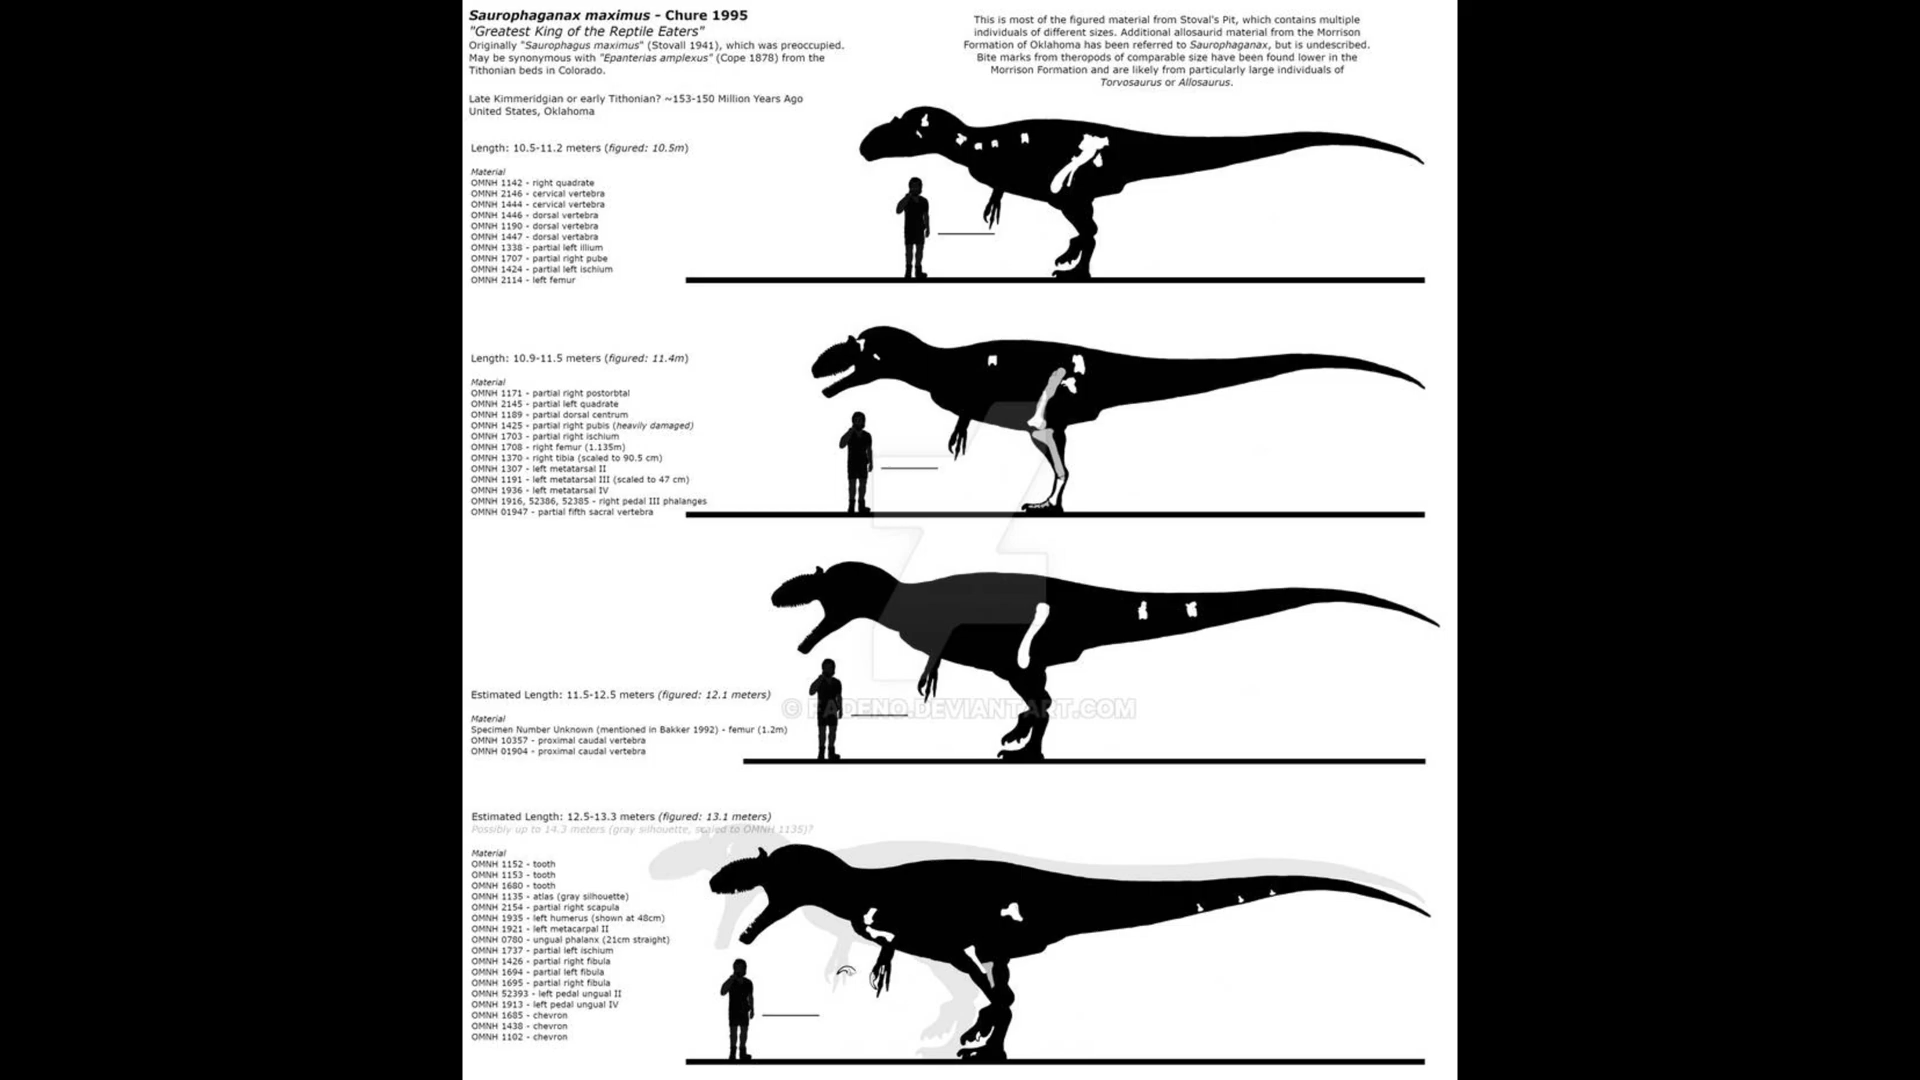 Saurophaganax maximus - Chure 1995
"Greatest King of the Reptile Eaters"
Originally "Saurophagus maximus" (Stovall 1941), which was preoccupied.
May be synonymous with "Epanterias amplexus" (Cope 1878) from the
Tithonian beds in Colorado.
Late Kimmeridgian or early Tithonian? ~153-150 Million Years Ago
United States, Oklahoma
This is most of the figured material from Stoval's Pit, which contains multiple
individuals of different sizes. Additional allosaurid material from the Morrison
Formation of Oklahoma has been referred to Saurophaganax, but is undescribed.
Bite marks from theropods of comparable size have been found lower in the
Morrison Formation and are likely from particularly large individuals of
Torvosaurus or Allosaurus.
Length: 10.5-11.2 meters (figured: 10.5m)
Material
OMNH 1142 - right quadrate
OMNH 2146 - cervical vertebra
OMNH 1444 - cervical vertebra
OMNH 1446 - dorsal vertebra
OMNH 1190 - dorsal vertebra
OMNH 1447 - dorsal vertabra
OMNH 1338 - partial left illium
OMNH 1707 - partial right pube
OMNH 1424 - partial left ischium
OMNH 2114 - left femur
Length: 10.9-11.5 meters (figured: 11.4m)
Material
OMNH 1171 - partial right postorbtal
OMNH 2145 - partial left quadrate
OMNH 1189 - partial dorsal centrum
OMNH 1425 - partial right pubis (heavily damaged)
OMNH 1703 - partial right ischium
OMNH 1708 - right femur (1.135m)
OMNH 1370 - right tibia (scaled to 90.5 cm)
OMNH 1307 - left metatarsal II
OMNH 1191 - left metatarsal III (scaled to 47 cm)
OMNH 1936 - left metatarsal IV
OMNH 1916, 52386, 52385 - right pedal III phalanges
OMNH 01947 - partial fifth sacral vertebra
Estimated Length: 11.5-12.5 meters (figured: 12.1 meters)
Material
Specimen Number Unknown (mentioned in Bakker 1992) - femur (1.2m)
OMNH 10357 - proximal caudal vertebra
OMNH 01904 - proximal caudal vertebra
© FADENO.DEVIANTART.COM
Estimated Length: 12.5-13.3 meters (figured: 13.1 meters)
Possibly up to 14.3 meters (gray silhouette, scaled to OMNH 1135)?
Material
OMNH 1152 - tooth
OMNH 1153 - tooth
OMNH 1680 - tooth
OMNH 1135 - atlas (gray silhouette)
OMNH 2154 - partial right scapula
OMNH 1935 - left humerus (shown at 48cm)
OMNH 1921 - left metacarpal II
OMNH 0780 - ungual phalanx (21cm straight)
OMNH 1737 - partial left ischium
OMNH 1426 - partial right fibula
OMNH 1694 - partial left fibula
OMNH 1695 - partial right fibula
OMNH 52393 - left pedal ungual II
OMNH 1913 - left pedal ungual IV
OMNH 1685 - chevron
OMNH 1438 - chevron
OMNH 1102 - chevron